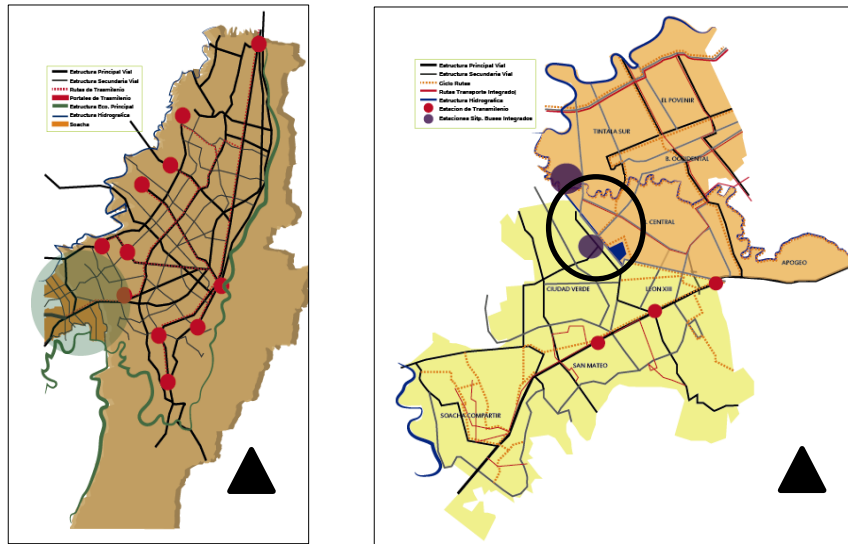 Estructura Principal Vial
Estructura Secundaria Vial
Rutas de Trasmilenio
Portales de Trasmilenio
Estructura Eco. Principal
Estructura Hidrografica
Soacha
Estructura Principal Vial
Estructura Secundaria Vial
Ciclo Rutas
Rutas Transporte Integrado(
Estructura Hidrografica
Estacion de Transmilenio
Estaciones Sitp. Buses Integrados
EL POVENIR
TINTALA SUR
B. OCCIDENTAL
CENTRAL
APOGEO
CIUDAD VERDE
LEON XIII
SAN MATEO
SOACHA COMPARTIR